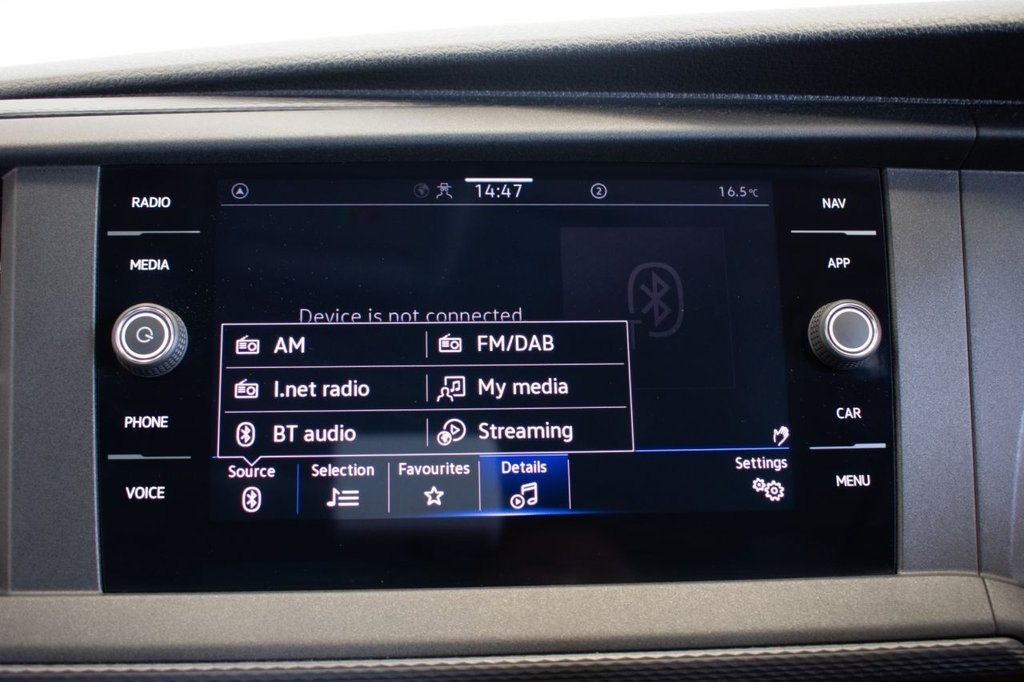 RADIO
MEDIA
PHONE
VOICE
14:47
2
16.5°C
Device is not connected
AM
FM/DAB
I.net radio
My media
BT audio
Streaming
Source
Selection
Favourites
Details
Settings
NAV
APP
CAR
MENU